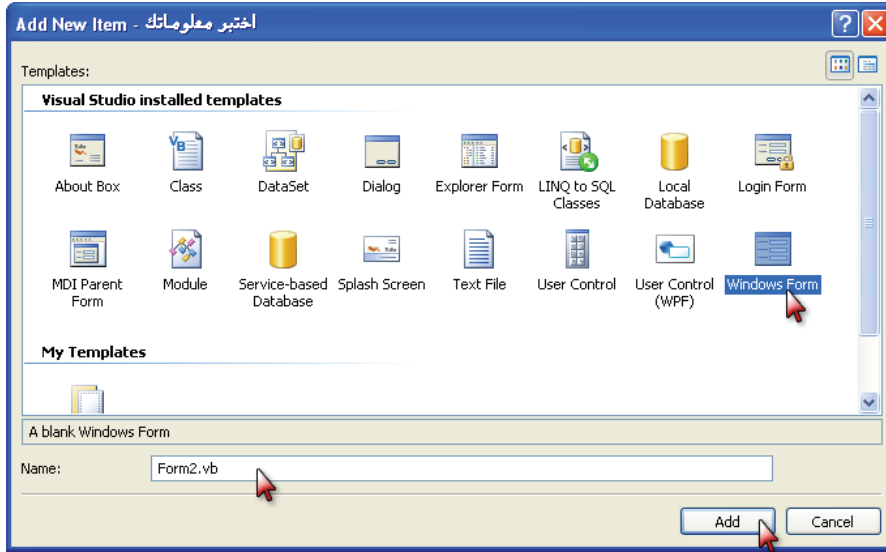 Add New Item - اختبر معلوماتك
Templates:
Visual Studio installed templates
About Box
Class
DataSet
Dialog
Explorer Form
LINQ to SQL Classes
Local Database
Login Form
MDI Parent Form
Module
Service-based Database
Splash Screen
Text File
User Control
User Control (WPF)
Windows Form
My Templates
A blank Windows Form
Name: Form2.vb
Add Cancel